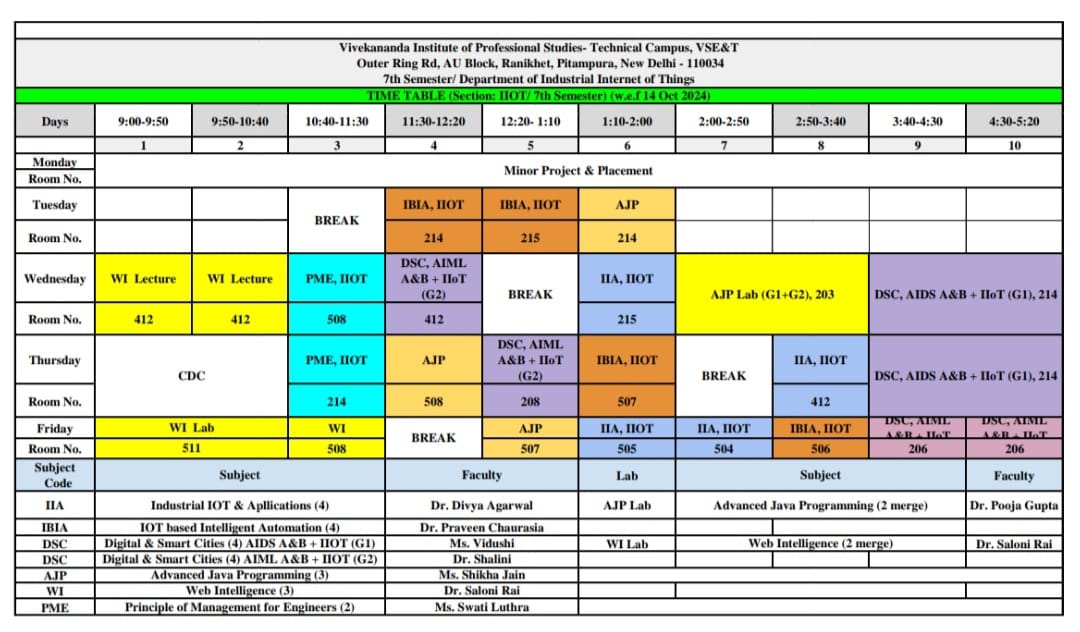 Vivekananda Institute of Professional Studies- Technical Campus, VSE&T
Outer Ring Rd, AU Block, Ranikhet, Pitampura, New Delhi - 110034
7th Semester/ Department of Industrial Internet of Things
TIME TABLE (Section: IIOT/ 7th Semester) (w.e.f 14 Oct 2024)
Days 9:00-9:50 9:50-10:40 10:40-11:30 11:30-12:20 12:20- 1:10 1:10-2:00 2:00-2:50 2:50-3:40 3:40-4:30 4:30-5:20
1 2 3 4 5 6 7 8 9 10
Monday
Minor Project & Placement
Room No.
Tuesday BREAK IBIA, IIOT IBIA, IIOT AJP
Room No. 214 215 214
Wednesday WI Lecture WI Lecture PME, IIOT DSC, AIML A&B + IIoT (G2) BREAK IIA, IIOT AJP Lab (G1+G2), 203 DSC, AIDS A&B + IIoT (G1), 214
Room No. 412 412 508 412 215
Thursday CDC PME, IIOT AJP DSC, AIML A&B + IIoT (G2) IBIA, IIOT BREAK IIA, IIOT DSC, AIDS A&B + IIoT (G1), 214
Room No. 214 508 208 507 412
Friday WI Lab WI BREAK AJP IIA, IIOT IIA, IIOT IBIA, IIOT DSC, AIML A&B + IIoT DSC, AIML A&B + IIoT
Room No. 511 508 507 505 504 506 206 206
Subject Code Subject Faculty Lab Subject Faculty
IIA Industrial IOT & Apllications (4) Dr. Divya Agarwal AJP Lab Advanced Java Programming (2 merge) Dr. Pooja Gupta
IBIA IOT based Intelligent Automation (4) Dr. Praveen Chaurasia
DSC Digital & Smart Cities (4) AIDS A&B + IIOT (G1) Ms. Vidushi WI Lab Web Intelligence (2 merge) Dr. Saloni Rai
DSC Digital & Smart Cities (4) AIML A&B + IIOT (G2) Dr. Shalini
AJP Advanced Java Programming (3) Ms. Shikha Jain
WI Web Intelligence (3) Dr. Saloni Rai
PME Principle of Management for Engineers (2) Ms. Swati Luthra